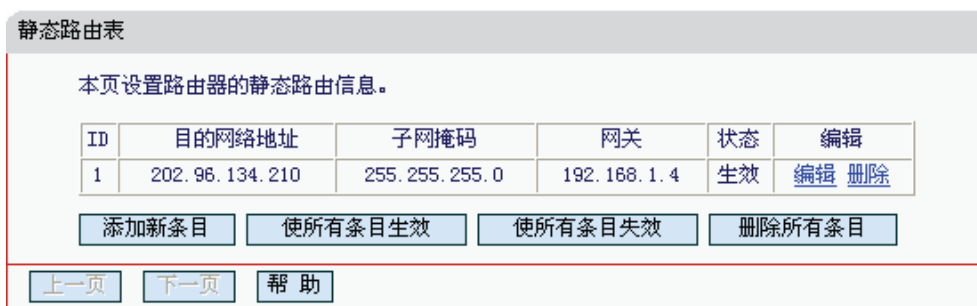 静态路由表
本页设置路由器的静态路由信息。
ID 目的网络地址 子网掩码 网关 状态 编辑
1 202.96.134.210 255.255.255.0 192.168.1.4 生效 编辑 删除
添加新条目 使所有条目生效 使所有条目失效 删除所有条目
上一页 下一页 帮 助